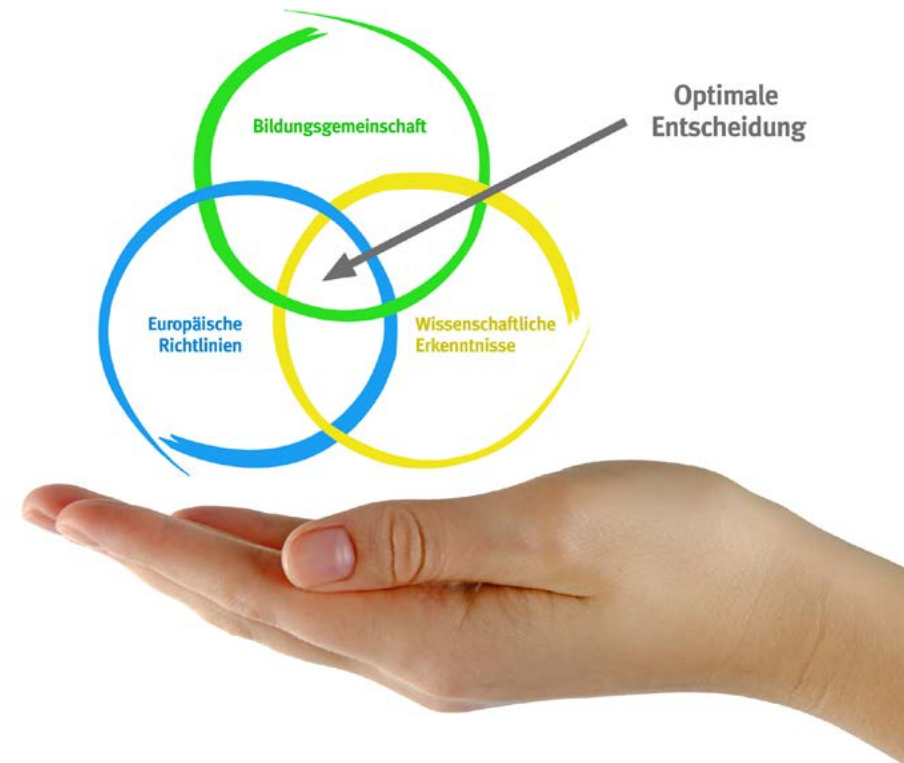 Optimale
Entscheidung
Bildungsgemeinschaft
Europäische
Richtlinien
Wissenschaftliche
Erkenntnisse